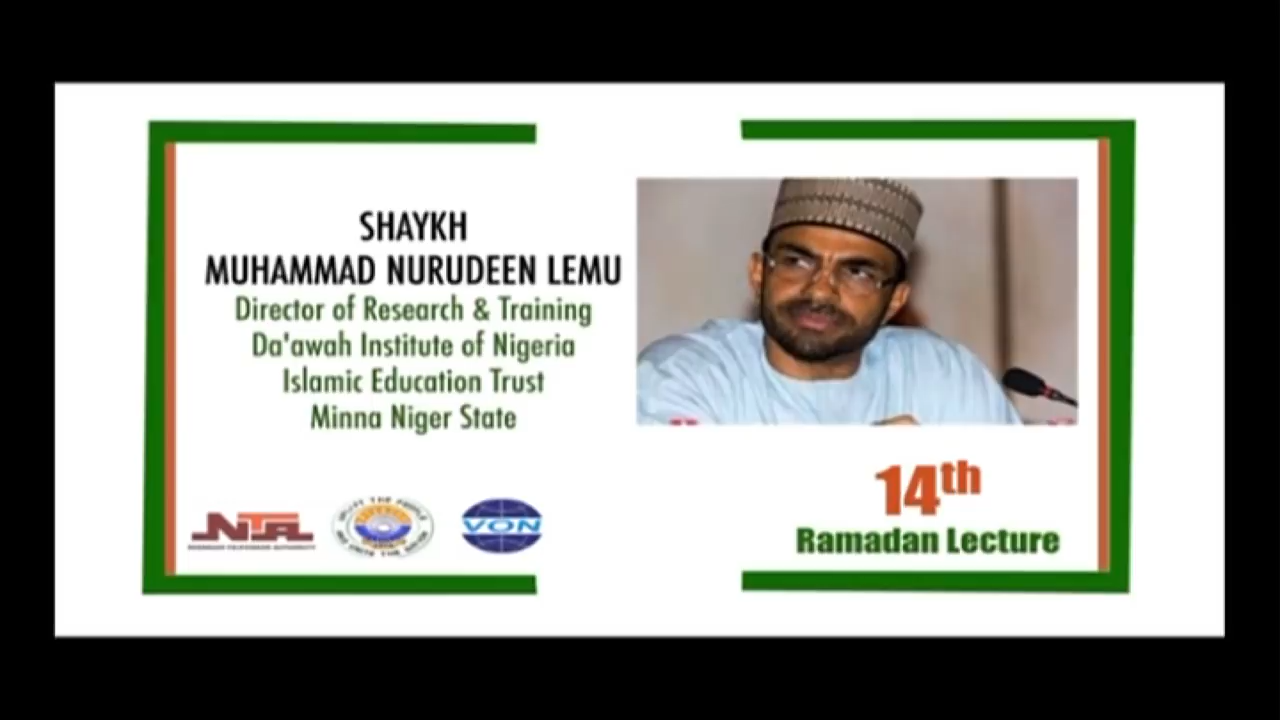 SHAYKH
MUHAMMAD NURUDEEN LEMU
Director of Research & Training
Da'awah Institute of Nigeria
Islamic Education Trust
Minna Niger State
NTA
VON
14th
Ramadan Lecture